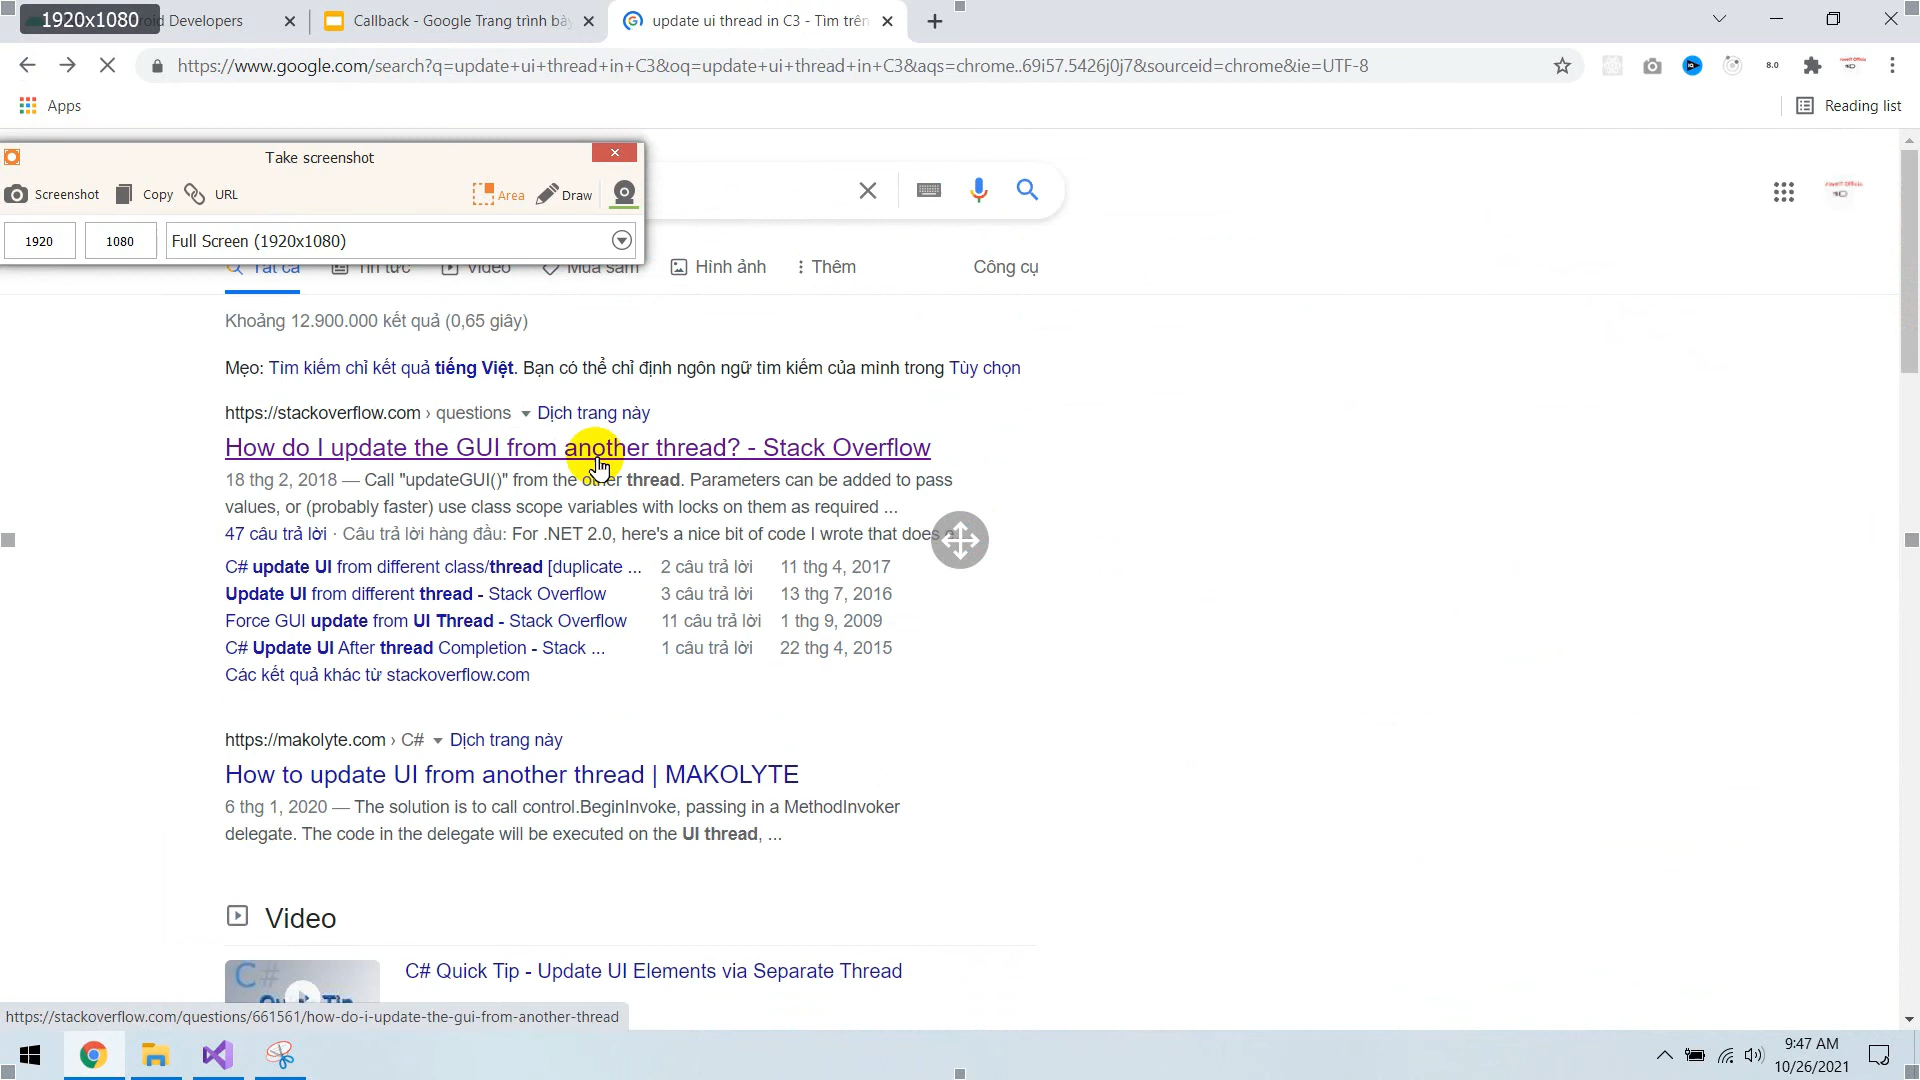 1920x1080
oid Developers
Callback - Google Trang trình bày
update ui thread in C3 - Tìm trên
https://www.google.com/search?q=update+ui+thread+in+C3&oq=update+ui+thread+in+C3&aqs=chrome..69i57.5426j0j7&sourceid=chrome&ie=UTF-8
8.0
Apps
Reading list
Take screenshot
Screenshot
Copy
URL
Area
Draw
1920
1080
Full Screen (1920x1080)
Tất cả
Tin tức
Video
Mua sắm
Hình ảnh
Thêm
Công cụ
Khoảng 12.900.000 kết quả (0,65 giây)
Mẹo: Tìm kiếm chỉ kết quả tiếng Việt. Bạn có thể chỉ định ngôn ngữ tìm kiếm của mình trong Tùy chọn
https://stackoverflow.com › questions Dịch trang này
How do I update the GUI from another thread? - Stack Overflow
18 thg 2, 2018 — Call "updateGUI()" from the other thread. Parameters can be added to pass
values, or (probably faster) use class scope variables with locks on them as required ...
47 câu trả lời · Câu trả lời hàng đầu: For .NET 2.0, here's a nice bit of code I wrote that does
C# update UI from different class/thread [duplicate ... 2 câu trả lời 11 thg 4, 2017
Update UI from different thread - Stack Overflow 3 câu trả lời 13 thg 7, 2016
Force GUI update from UI Thread - Stack Overflow 11 câu trả lời 1 thg 9, 2009
C# Update UI After thread Completion - Stack ... 1 câu trả lời 22 thg 4, 2015
Các kết quả khác từ stackoverflow.com
https://makolyte.com › C# Dịch trang này
How to update UI from another thread | MAKOLYTE
6 thg 1, 2020 — The solution is to call control.BeginInvoke, passing in a MethodInvoker
delegate. The code in the delegate will be executed on the UI thread, ...
Video
C# Quick Tip - Update UI Elements via Separate Thread
C#
Quick Tip
https://stackoverflow.com/questions/661561/how-do-i-update-the-gui-from-another-thread
9:47 AM
10/26/2021